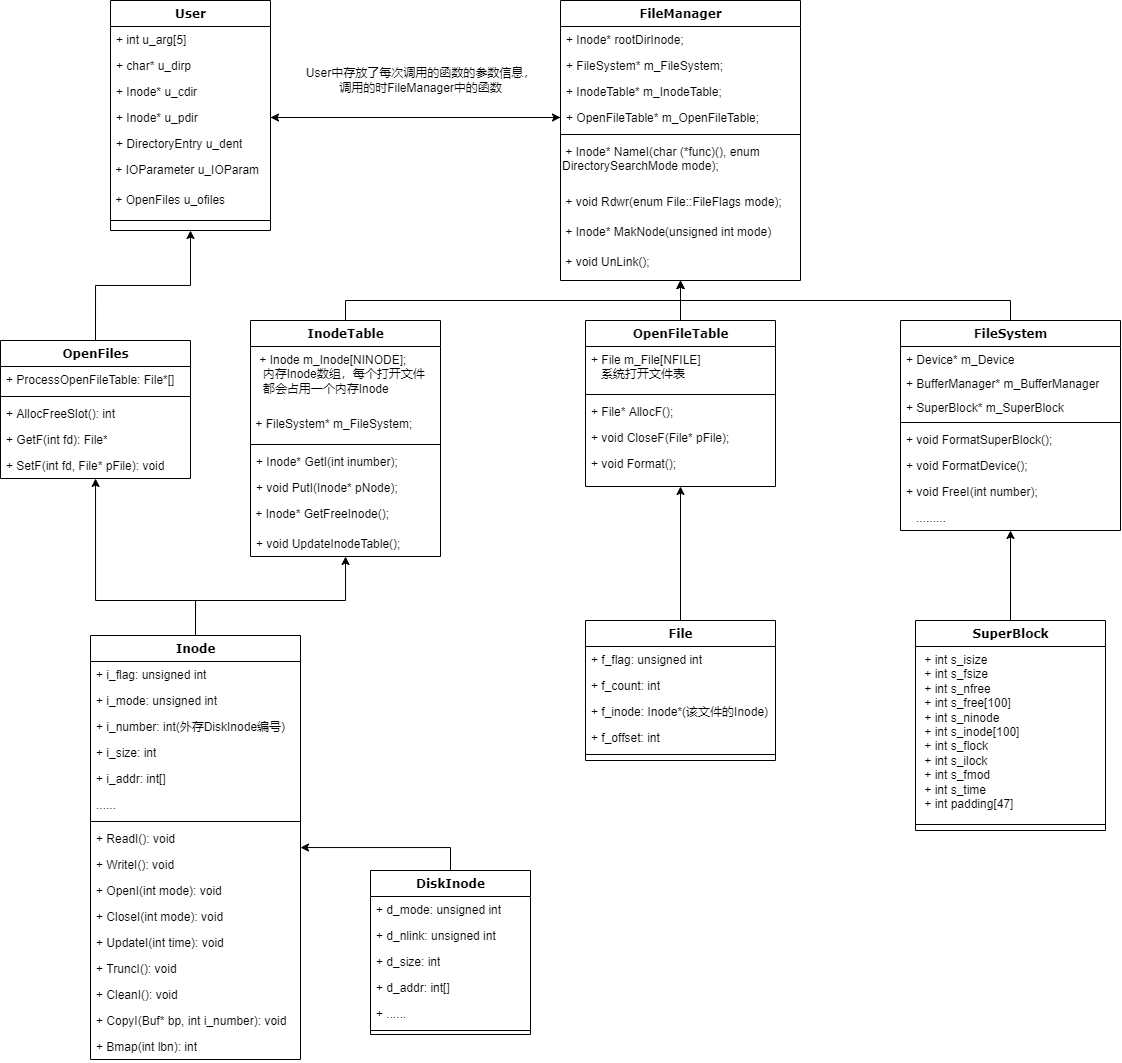 User
+ int u_arg[5]
+ char* u_dirp
+ Inode* u_cdir
+ Inode* u_pdir
+ DirectoryEntry u_dent
+ IOParameter u_IOParam
+ OpenFiles u_ofiles
User中存放了每次调用的函数的参数信息，
调用的时FileManager中的函数
FileManager
+ Inode* rootDirInode;
+ FileSystem* m_FileSystem;
+ InodeTable* m_InodeTable;
+ OpenFileTable* m_OpenFileTable;
+ Inode* NameI(char (*func)(), enum
DirectorySearchMode mode);
+ void Rdwr(enum File::FileFlags mode);
+ Inode* MakNode(unsigned int mode)
+ void UnLink();
OpenFiles
+ ProcessOpenFileTable: File*[]
+ AllocFreeSlot(): int
+ GetF(int fd): File*
+ SetF(int fd, File* pFile): void
InodeTable
+ Inode m_Inode[NINODE];
内存Inode数组，每个打开文件
都会占用一个内存Inode
+ FileSystem* m_FileSystem;
+ Inode* GetI(int inumber);
+ void PutI(Inode* pNode);
+ Inode* GetFreeInode();
+ void UpdateInodeTable();
OpenFileTable
+ File m_File[NFILE]
系统打开文件表
+ File* AllocF();
+ void CloseF(File* pFile);
+ void Format();
FileSystem
+ Device* m_Device
+ BufferManager* m_BufferManager
+ SuperBlock* m_SuperBlock
+ void FormatSuperBlock();
+ void FormatDevice();
+ void FreeI(int number);
.........
Inode
+ i_flag: unsigned int
+ i_mode: unsigned int
+ i_number: int(外存DiskInode编号)
+ i_size: int
+ i_addr: int[]
......
+ ReadI(): void
+ WriteI(): void
+ OpenI(int mode): void
+ CloseI(int mode): void
+ UpdateI(int time): void
+ TruncI(): void
+ CleanI(): void
+ CopyI(Buf* bp, int i_number): void
+ Bmap(int lbn): int
DiskInode
+ d_mode: unsigned int
+ d_nlink: unsigned int
+ d_size: int
+ d_addr: int[]
+ ......
File
+ f_flag: unsigned int
+ f_count: int
+ f_inode: Inode*(该文件的Inode)
+ f_offset: int
SuperBlock
+ int s_isize
+ int s_fsize
+ int s_nfree
+ int s_free[100]
+ int s_ninode
+ int s_inode[100]
+ int s_flock
+ int s_ilock
+ int s_fmod
+ int s_time
+ int padding[47]